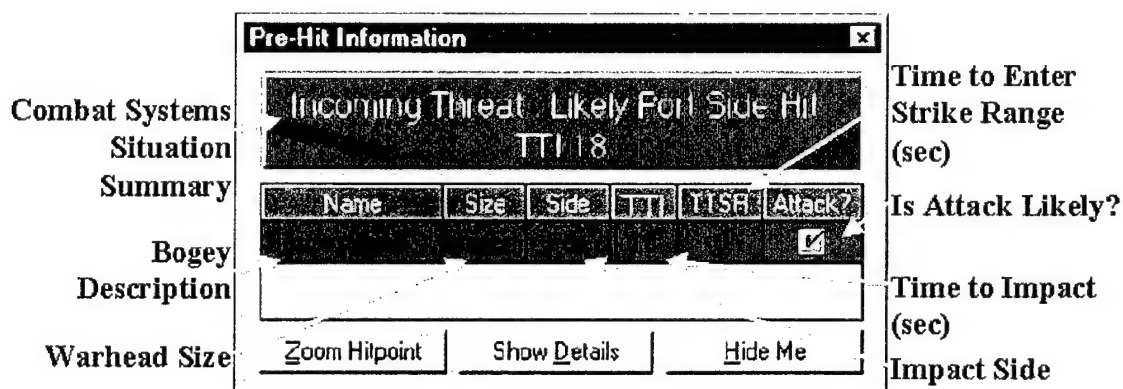 Pre-Hit Information
Incoming Threat Likely Port Side Hit
TTI 18
Name Size Side TTI TTSR Attack?
Zoom Hitpoint Show Details Hide Me
Combat Systems
Situation
Summary
Bogey
Description
Warhead Size
Time to Enter
Strike Range
(sec)
Is Attack Likely?
Time to Impact
(sec)
Impact Side